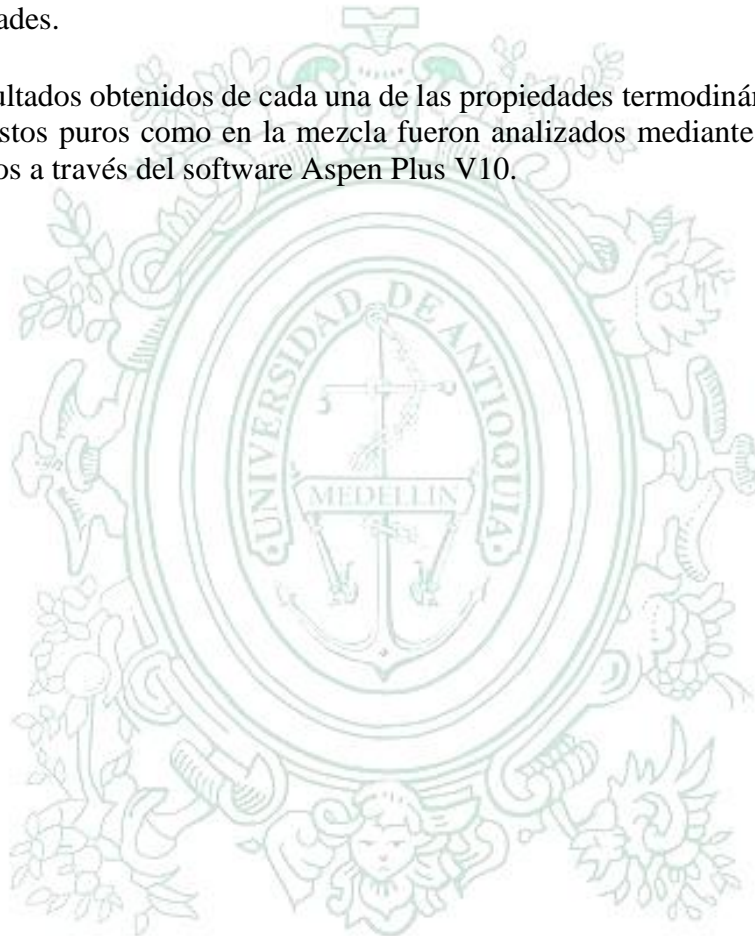 ades.
ultados obtenidos de cada una de las propiedades termodinám
stos puros como en la mezcla fueron analizados mediante
os a través del software Aspen Plus V10.
UNIVERSIDAD DE ANTIOQUIA
MEDELLIN